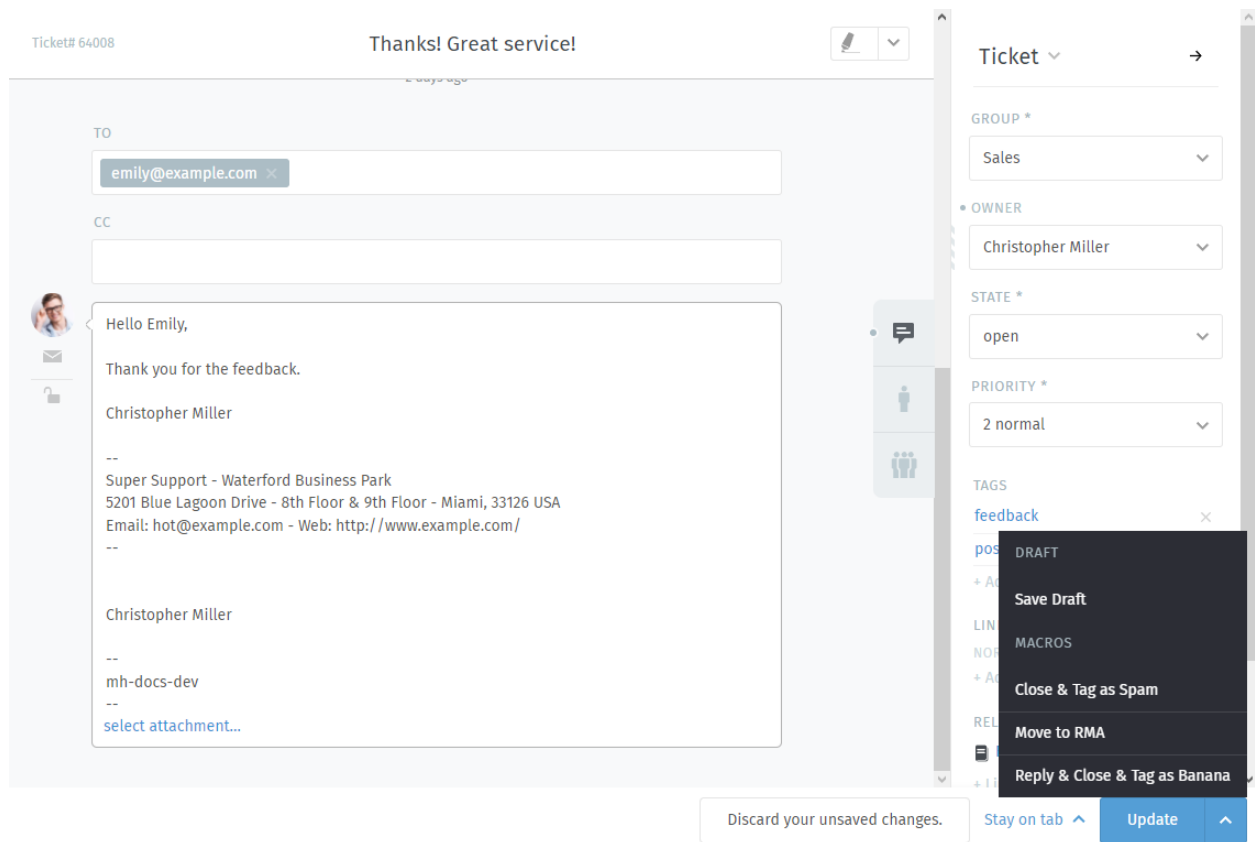 Ticket# 64008
Thanks! Great service!
2 days ago
TO
emily@example.com ×
CC
Hello Emily,
Thank you for the feedback.
Christopher Miller
--
Super Support - Waterford Business Park
5201 Blue Lagoon Drive - 8th Floor & 9th Floor - Miami, 33126 USA
Email: hot@example.com - Web: http://www.example.com/
--
Christopher Miller
--
mh-docs-dev
--
select attachment...
Ticket
GROUP *
Sales
OWNER
Christopher Miller
STATE *
open
PRIORITY *
2 normal
TAGS
feedback ×
pos
DRAFT
Save Draft
MACROS
Close & Tag as Spam
Move to RMA
Reply & Close & Tag as Banana
Discard your unsaved changes.
Stay on tab
Update